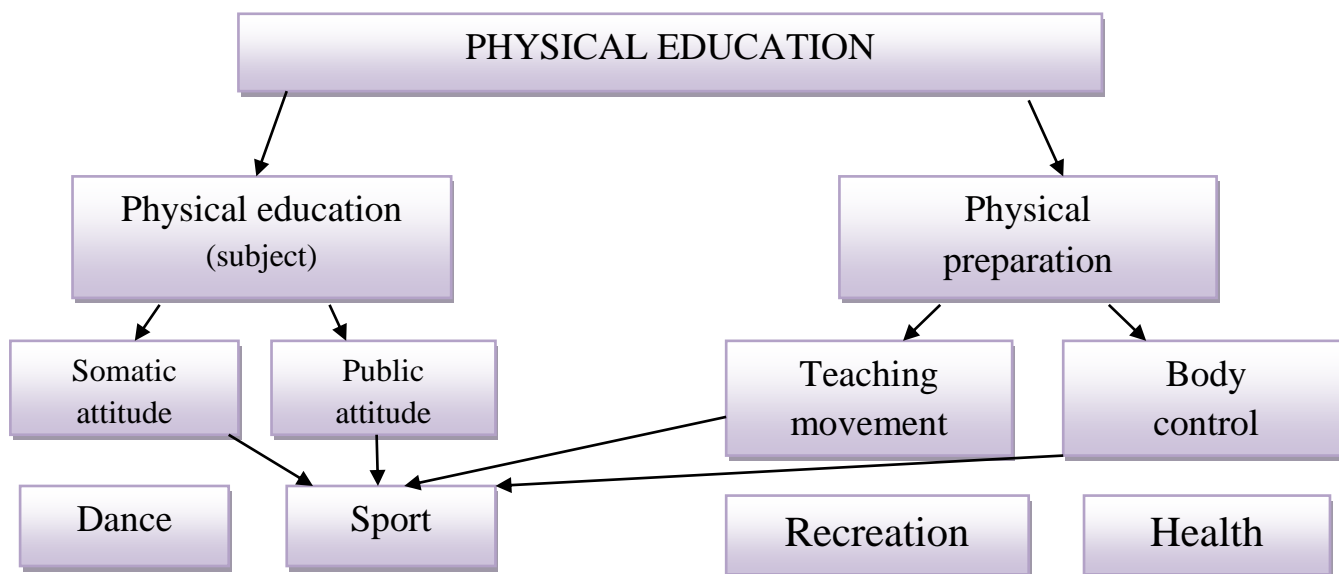 PHYSICAL EDUCATION
Physical education
(subject)
Physical
preparation
Somatic
attitude
Public
attitude
Teaching
movement
Body
control
Dance
Sport
Recreation
Health